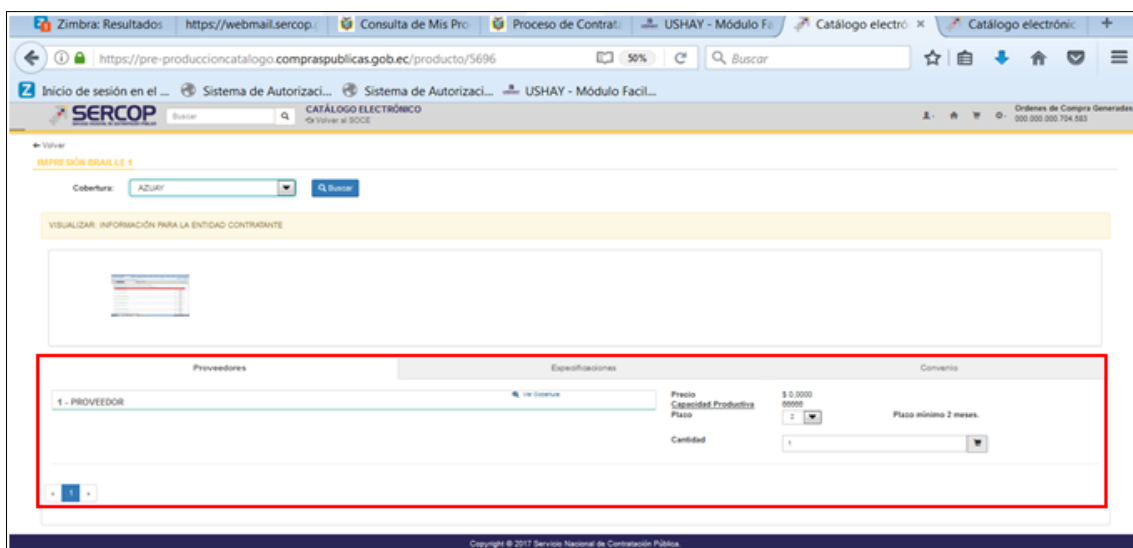 Zimbra: Resultados https://webmail.sercop. Consulta de Mis Pro Proceso de Contrata USHAY - Módulo Fa Catálogo electró × Catálogo electrónic +
https://pre-produccioncatalogo.compraspublicas.gob.ec/producto/5696 50% Buscar
Inicio de sesión en el ... Sistema de Autorizaci... Sistema de Autorizaci... USHAY - Módulo Facil...
SERCOP Buscar CATÁLOGO ELECTRÓNICO Ordenes de Compra Generadas
Volver al SOCE 000.000.000.704.583
Volver
IMPRESIÓN BRAILLE 1
Cobertura: AZUAY Buscar
VISUALIZAR: INFORMACIÓN PARA LA ENTIDAD CONTRATANTE
Proveedores Especificaciones Convenio
1 - PROVEEDOR Ver Cobertura Precio $ 0,0000
Capacidad Productiva 66666
Plazo 2 Plazo mínimo 2 meses.
Cantidad 1
« 1 »
Copyright © 2017 Servicio Nacional de Contratación Pública.